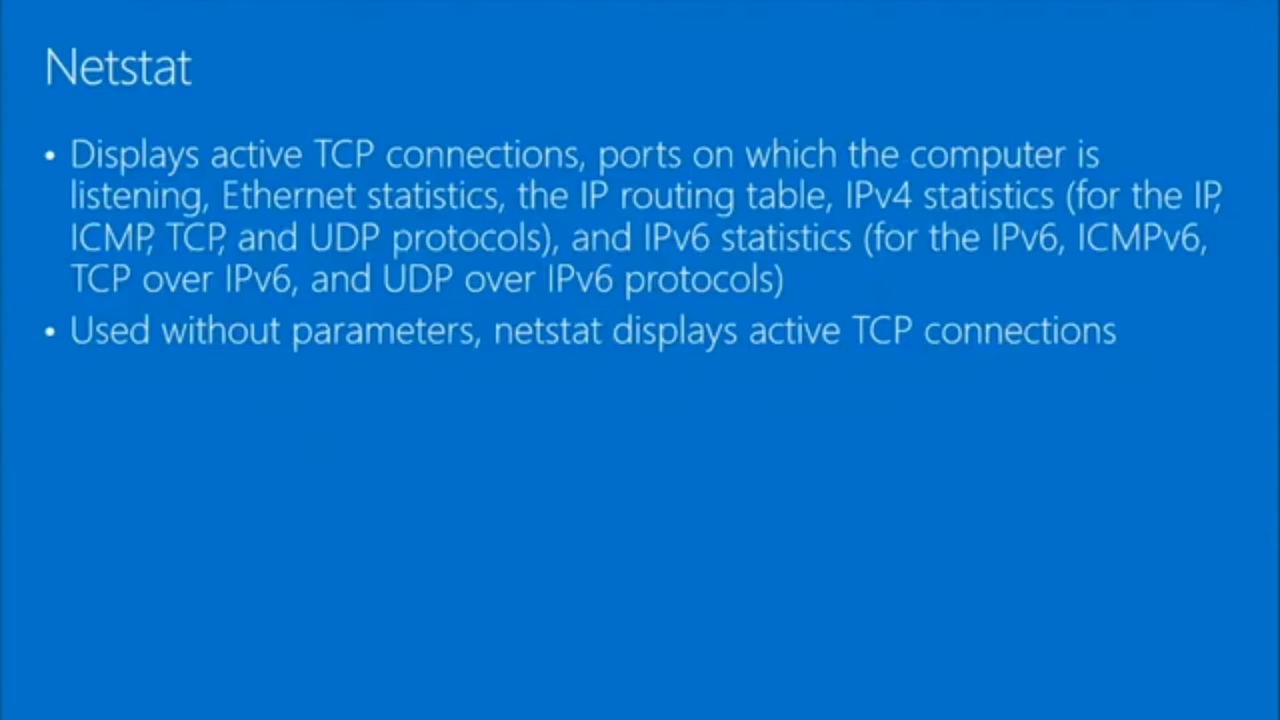 Netstat
• Displays active TCP connections, ports on which the computer is
listening, Ethernet statistics, the IP routing table, IPv4 statistics (for the IP,
ICMP, TCP, and UDP protocols), and IPv6 statistics (for the IPv6, ICMPv6,
TCP over IPv6, and UDP over IPv6 protocols)
• Used without parameters, netstat displays active TCP connections